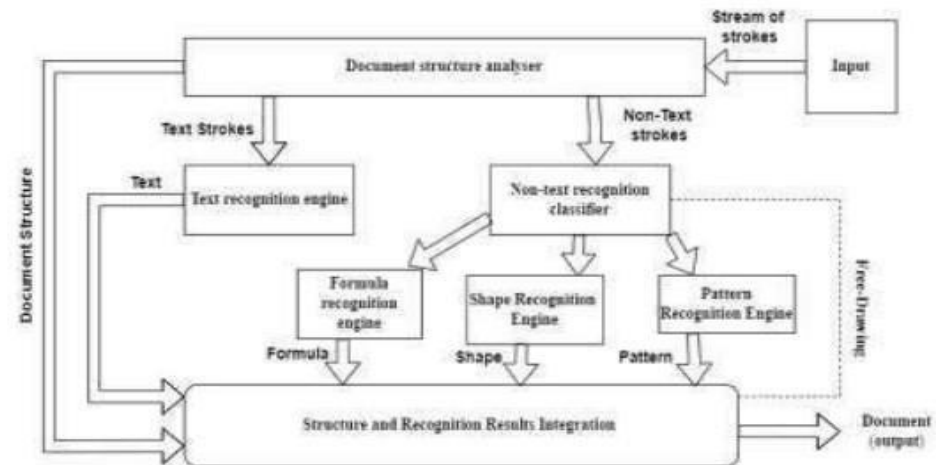 Stream of
strokes
Input
Document structure analyser
Text Strokes
Non-Text
strokes
Document Structure
Text
Text recognition engine
Non-text recognition
classifier
Free-Drawing
Formula
recognition
engine
Shape Recognition
Engine
Pattern
Recognition Engine
Formula
Shape
Pattern
Structure and Recognition Results Integration
Document
(output)